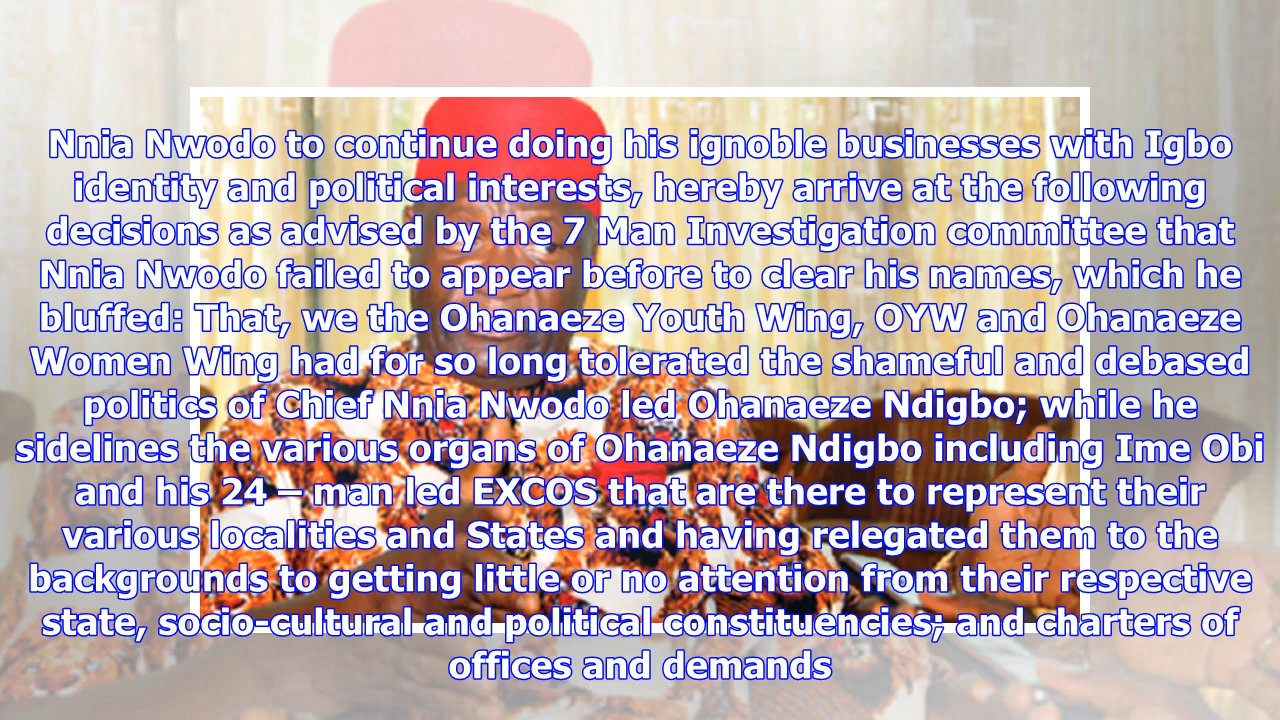 Nnia Nwodo to continue doing his ignoble businesses with Igbo
identity and political interests, hereby arrive at the following
decisions as advised by the 7 Man Investigation committee that
Nnia Nwodo failed to appear before to clear his names, which he
bluffed: That, we the Ohanaeze Youth Wing, OYW and Ohanaeze
Women Wing had for so long tolerated the shameful and debased
politics of Chief Nnia Nwodo led Ohanaeze Ndigbo; while he
sidelines the various organs of Ohanaeze Ndigbo including Ime Obi
and his 24 – man led EXCOS that are there to represent their
various localities and States and having relegated them to the
backgrounds to getting little or no attention from their respective
state, socio-cultural and political constituencies; and charters of
offices and demands